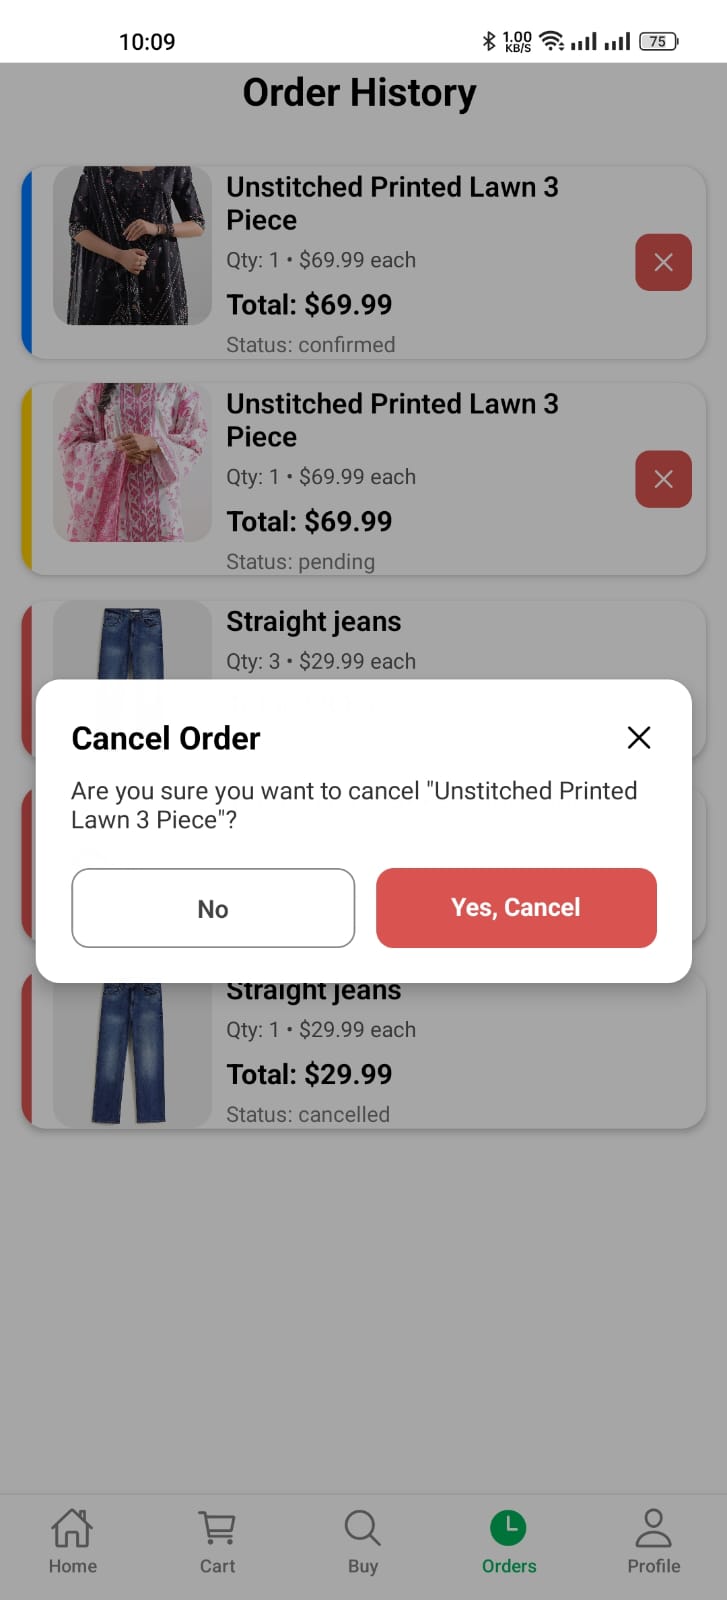 10:09
1.00
KB/S
75
Order History
Unstitched Printed Lawn 3
Piece
Qty: 1 • $69.99 each
Total: $69.99
Status: confirmed
Unstitched Printed Lawn 3
Piece
Qty: 1 • $69.99 each
Total: $69.99
Status: pending
Straight jeans
Qty: 3 • $29.99 each
Cancel Order
Are you sure you want to cancel "Unstitched Printed
Lawn 3 Piece"?
No
Yes, Cancel
Straight jeans
Qty: 1 • $29.99 each
Total: $29.99
Status: cancelled
Home
Cart
Buy
Orders
Profile